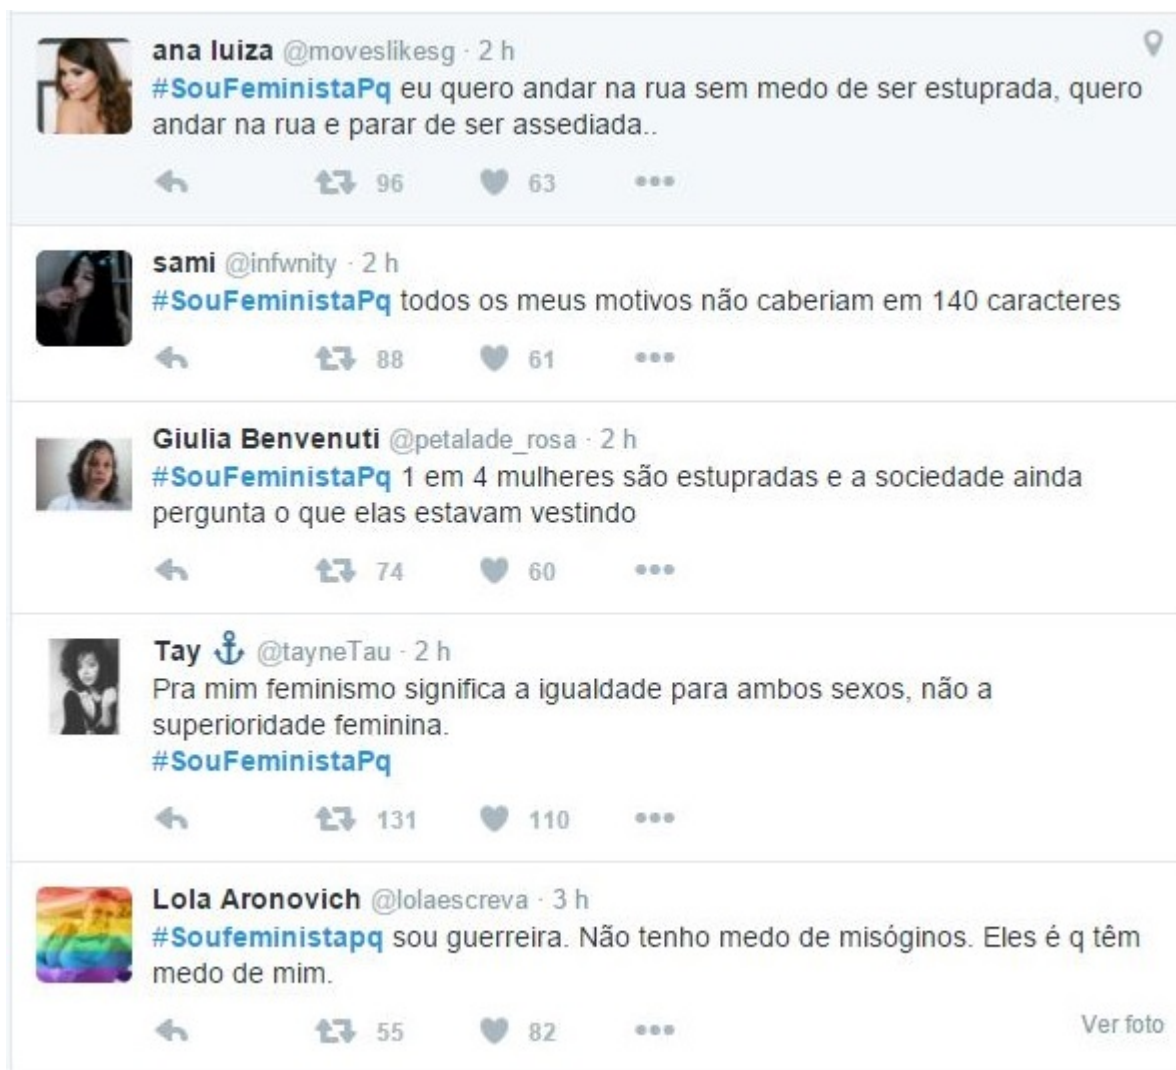 ana luiza @moveslikesg · 2 h
#SouFeministaPq eu quero andar na rua sem medo de ser estuprada, quero
andar na rua e parar de ser assediada..
96 63
sami @infwnity · 2 h
#SouFeministaPq todos os meus motivos não caberiam em 140 caracteres
88 61
Giulia Benvenuti @petalade_rosa · 2 h
#SouFeministaPq 1 em 4 mulheres são estupradas e a sociedade ainda
pergunta o que elas estavam vestindo
74 60
Tay ⚓ @tayneTau · 2 h
Pra mim feminismo significa a igualdade para ambos sexos, não a
superioridade feminina.
#SouFeministaPq
131 110
Lola Aronovich @lolaescreva · 3 h
#Soufeministapq sou guerreira. Não tenho medo de misóginos. Eles é q têm
medo de mim.
55 82 Ver foto